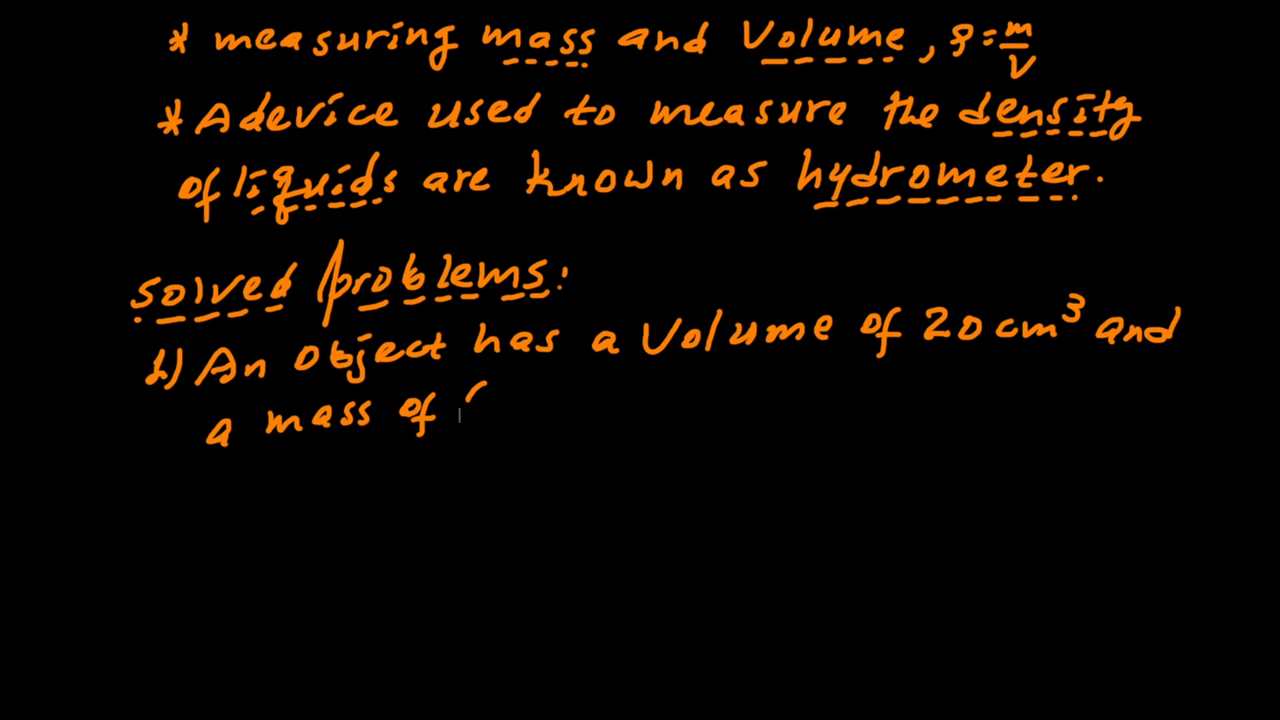 * measuring mass and Volume, ρ=m/V
* A device used to measure the density
of liquids are known as hydrometer.
solved problems:
1) An object has a Volume of 20 cm³ and
a mass of